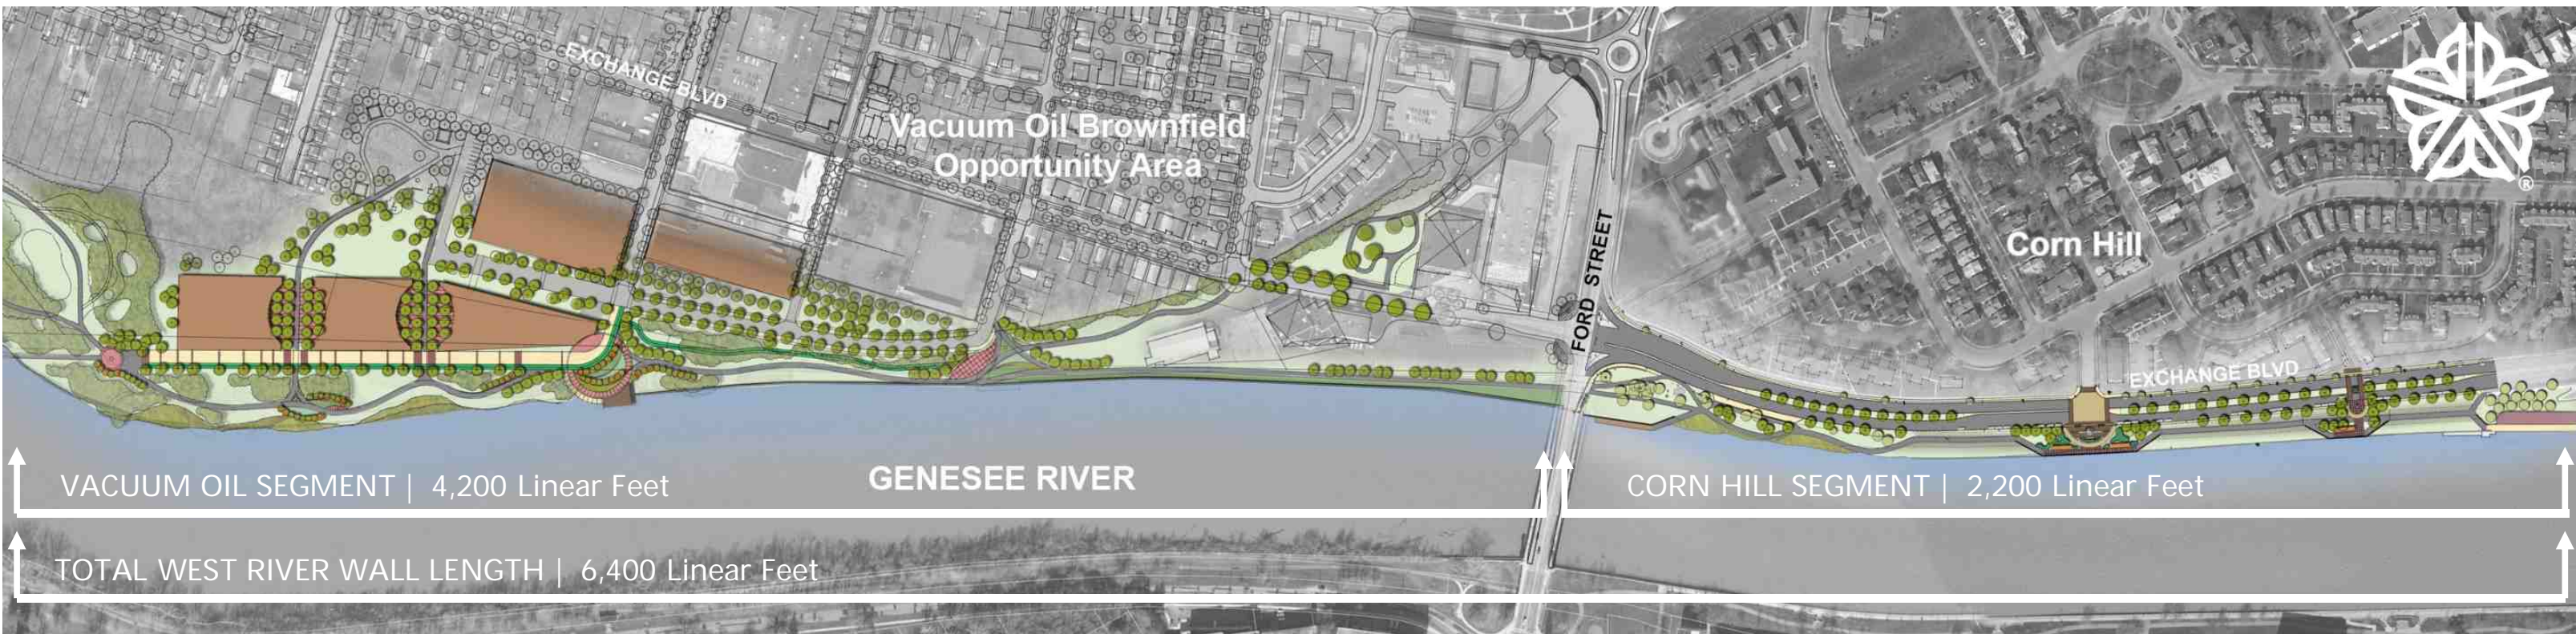 EXCHANGE BLVD
Vacuum Oil Brownfield
Opportunity Area
FORD STREET
Corn Hill
EXCHANGE BLVD
®
GENESEE RIVER
VACUUM OIL SEGMENT | 4,200 Linear Feet
CORN HILL SEGMENT | 2,200 Linear Feet
TOTAL WEST RIVER WALL LENGTH | 6,400 Linear Feet